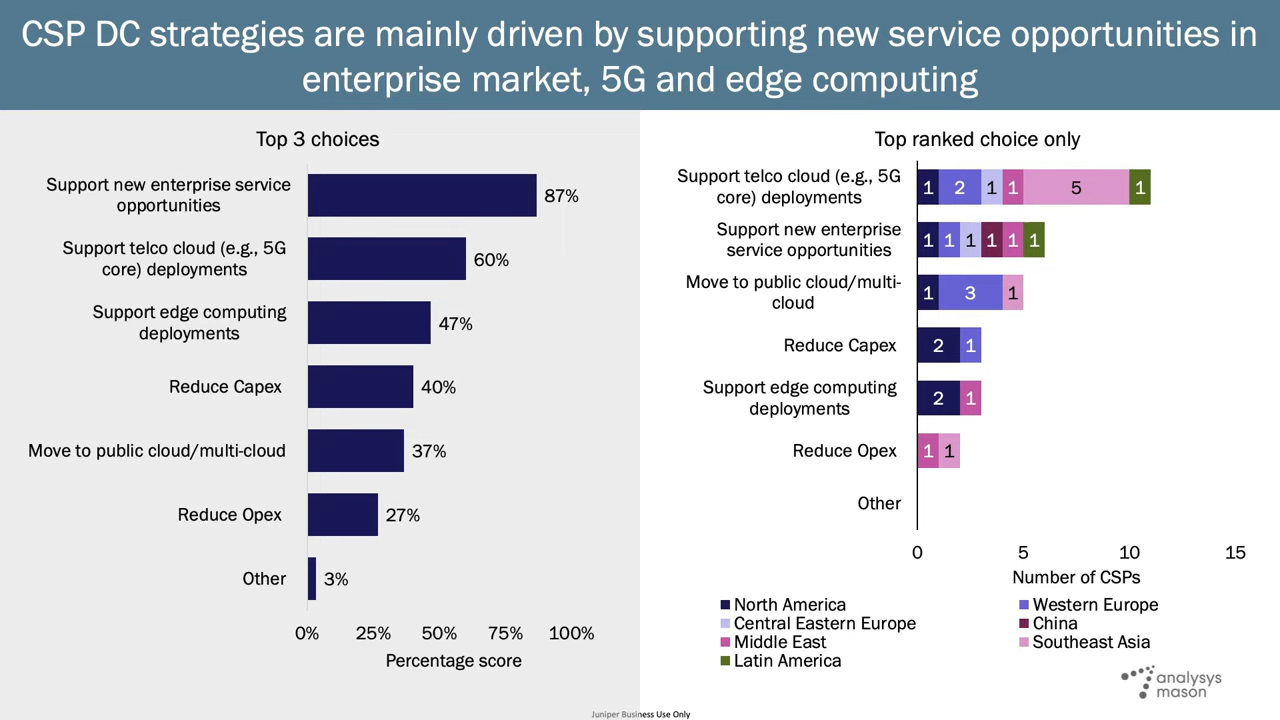 CSP DC strategies are mainly driven by supporting new service opportunities in
enterprise market, 5G and edge computing
Top 3 choices
Support new enterprise service
opportunities
87%
Support telco cloud (e.g., 5G
core) deployments
60%
Support edge computing
deployments
47%
Reduce Capex
40%
Move to public cloud/multi-cloud
37%
Reduce Opex
27%
Other
3%
0% 25% 50% 75% 100%
Percentage score
Top ranked choice only
Support telco cloud (e.g., 5G
core) deployments
1 2 1 1 5 1
Support new enterprise
service opportunities
1 1 1 1 1 1
Move to public cloud/multi-
cloud
1 3 1
Reduce Capex
2 1
Support edge computing
deployments
2 1
Reduce Opex
1 1
Other
0 5 10 15
Number of CSPs
North America
Western Europe
Central Eastern Europe
China
Middle East
Southeast Asia
Latin America
analysys
mason
Juniper Business Use Only